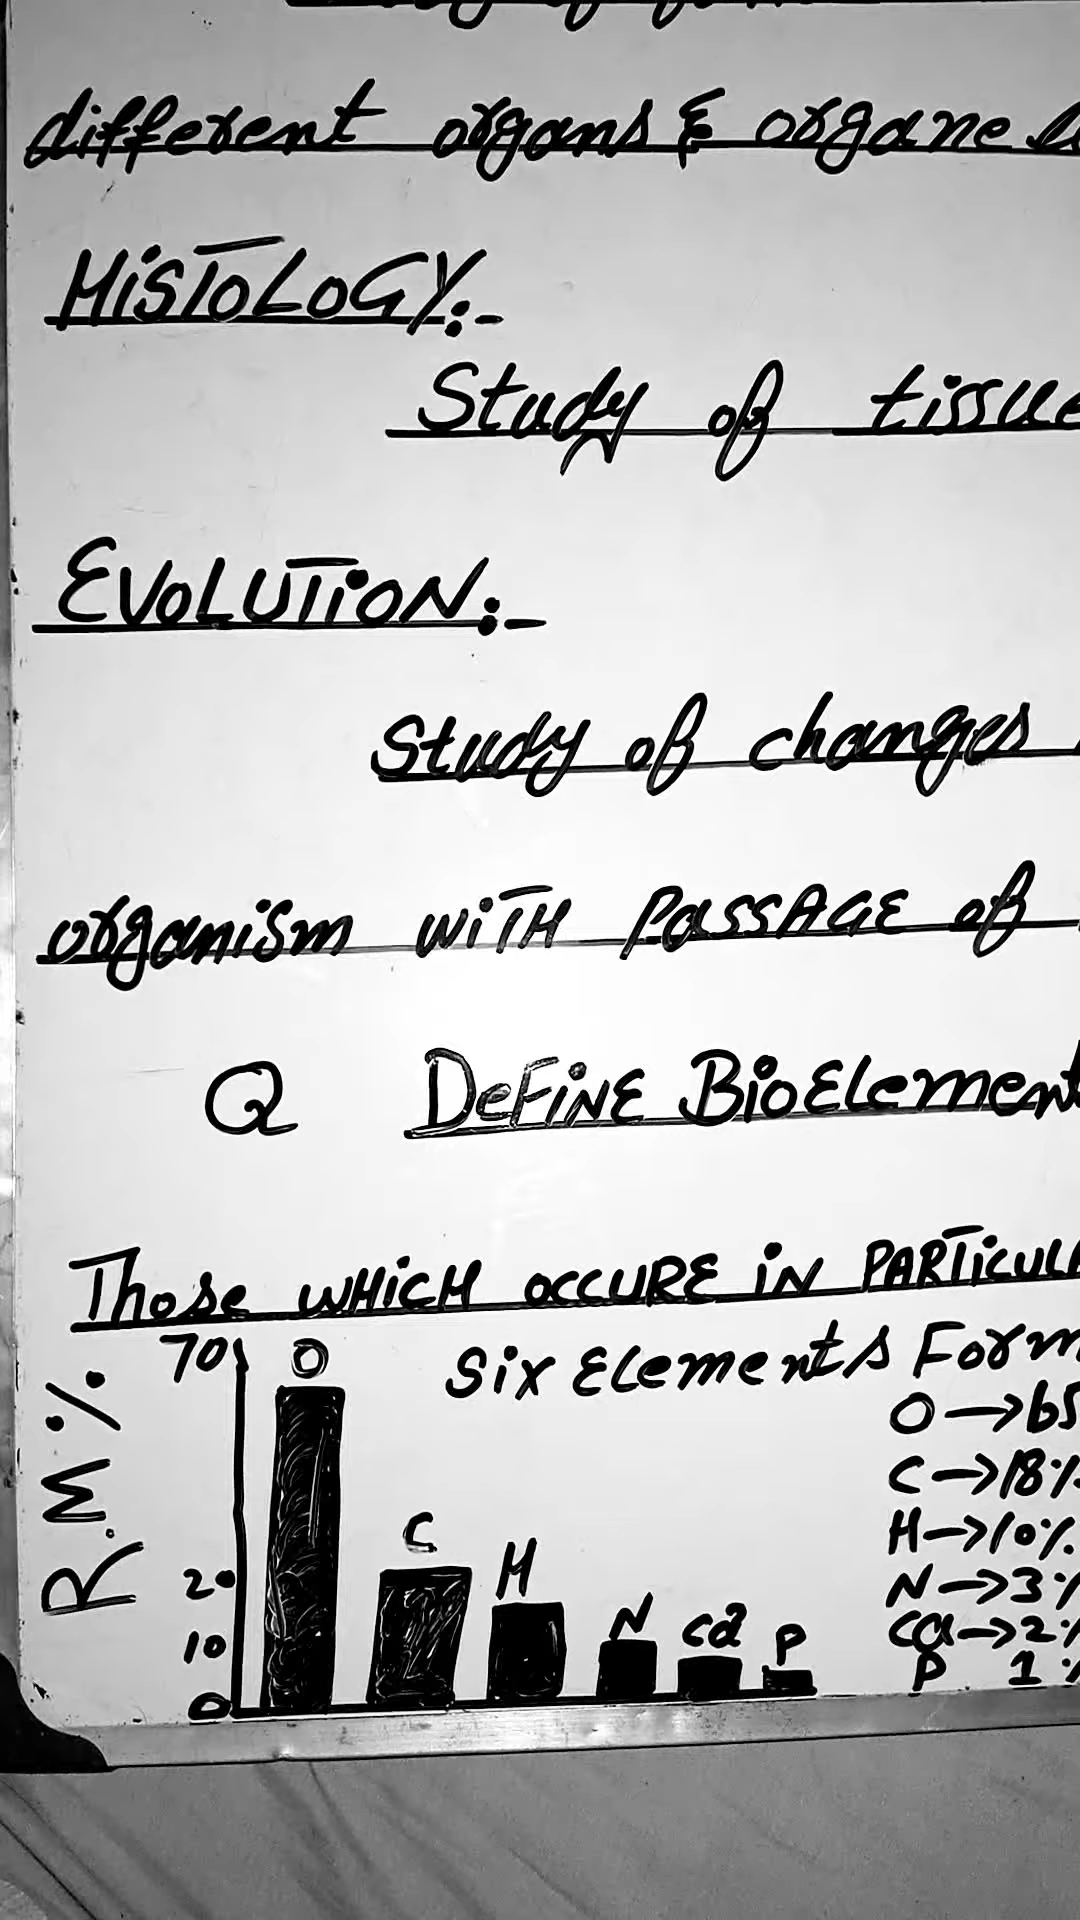 different organs & organe
HiSTOLOGY:-
Study of tissue
EVOLUTiON:-
Study of changes
organism WiTH PASSAGE of
Q DEFiNE BioElement
Those WHiCH OCCURE iN PARTiCUL
70 O Six Elements Form
O→65
C C→18%
H H→10%.
R.M%
20 N→3%
N Ca P Ca→2%
10 P 1%
0